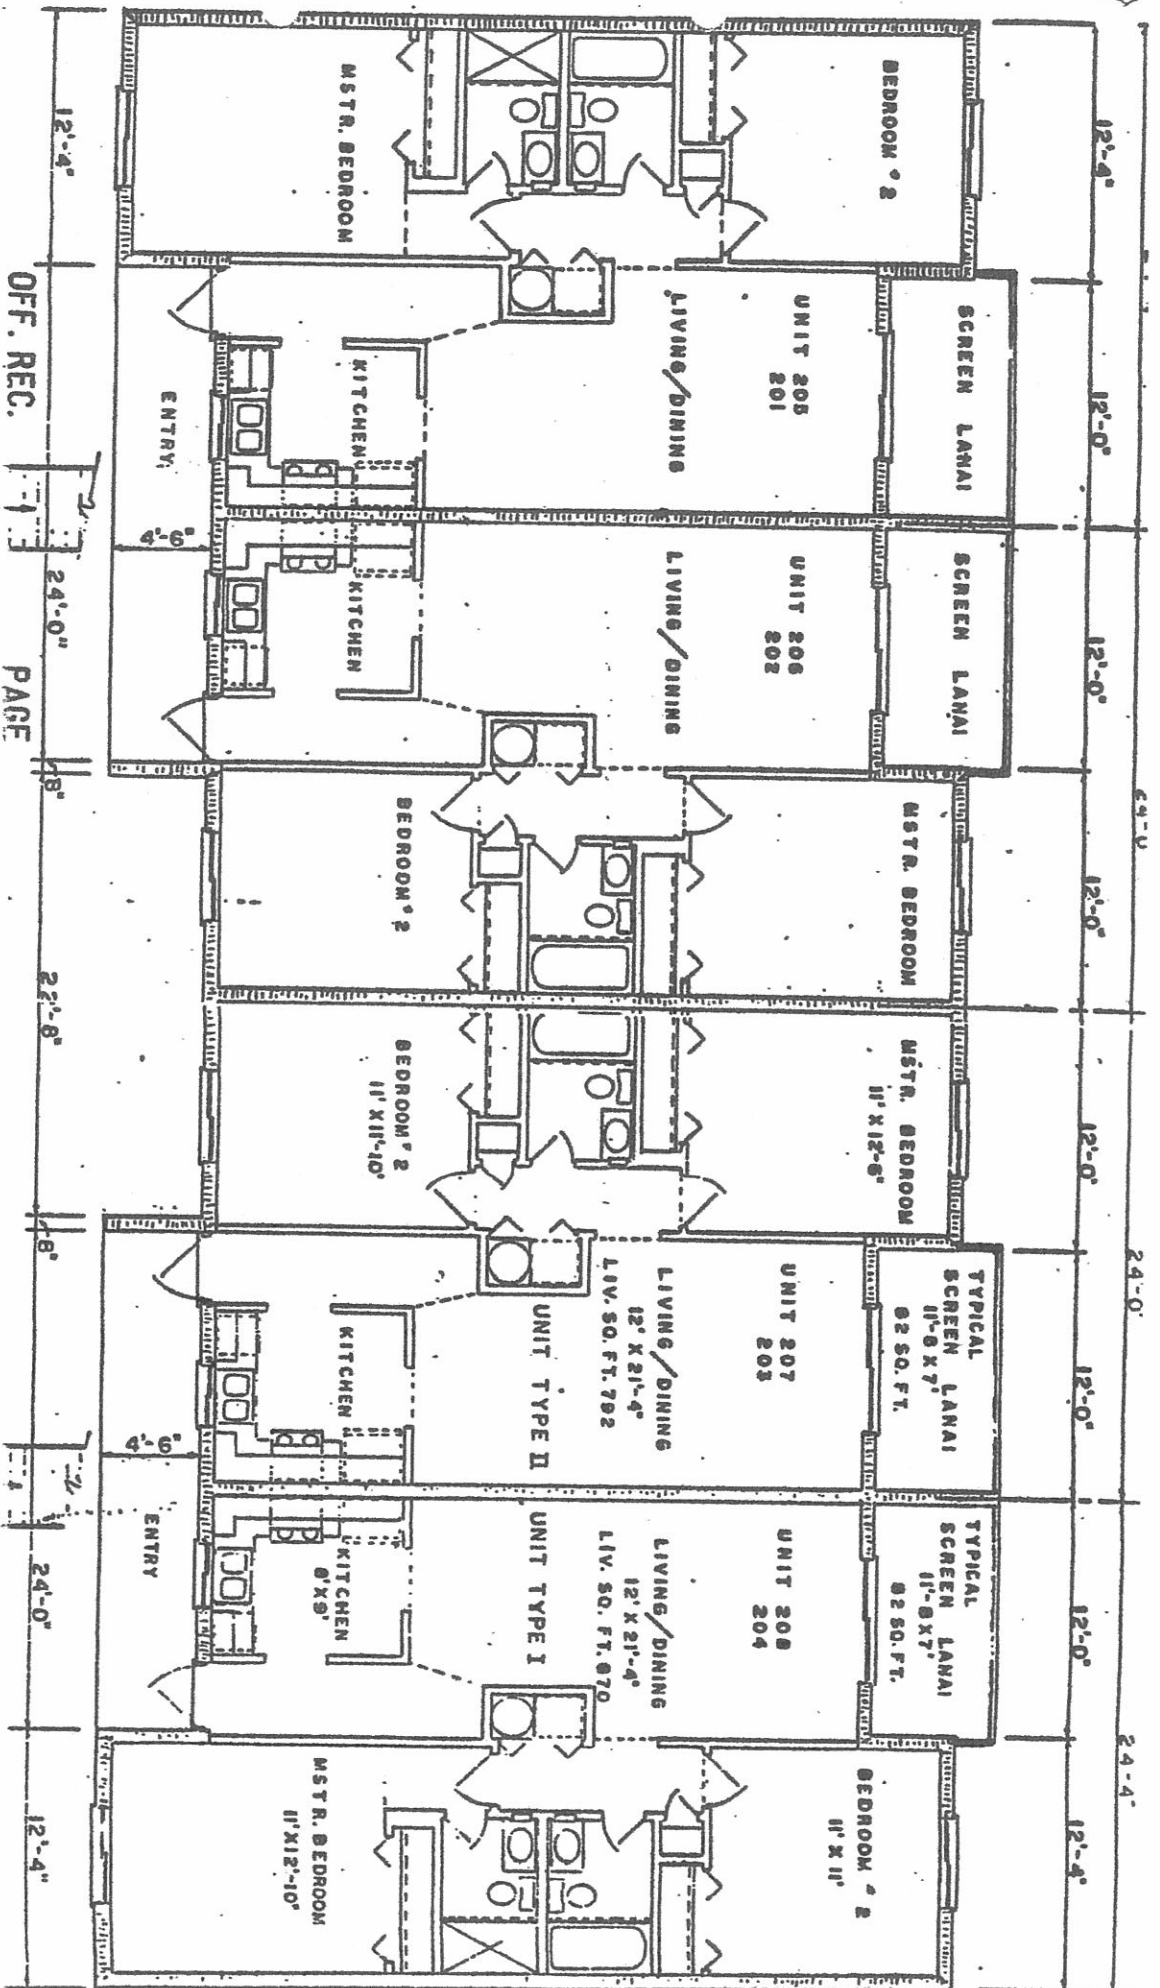 12'-4"
12'-0"
12'-0"
12'-0"
12'-0"
12'-0"
12'-0"
12'-4"
24'-0"
24'-4"
BEDROOM #2
MSTR. BEDROOM
SCREEN LANAI
UNIT 205
201
LIVING/DINING
KITCHEN
ENTRY
SCREEN LANAI
UNIT 206
202
LIVING/DINING
KITCHEN
4'-6"
MSTR. BEDROOM
BEDROOM #2
MSTR. BEDROOM
11' X 12'-6"
BEDROOM #2
11' X 11'-10"
TYPICAL
SCREEN LANAI
11'-8 X 7'
82 SQ. FT.
UNIT 207
203
LIVING/DINING
12' X 21'-4"
LIV. SQ. FT. 792
UNIT TYPE II
KITCHEN
4'-6"
TYPICAL
SCREEN LANAI
11'-8 X 7'
82 SQ. FT.
UNIT 208
204
LIVING/DINING
12' X 21'-4"
LIV. SQ. FT. 870
UNIT TYPE I
KITCHEN
8' X 9'
ENTRY
BEDROOM #2
11' X 11'
MSTR. BEDROOM
11' X 12'-10"
12'-4"
24'-0"
8"
22'-8"
8"
24'-0"
12'-4"
OFF. REC. PAGE